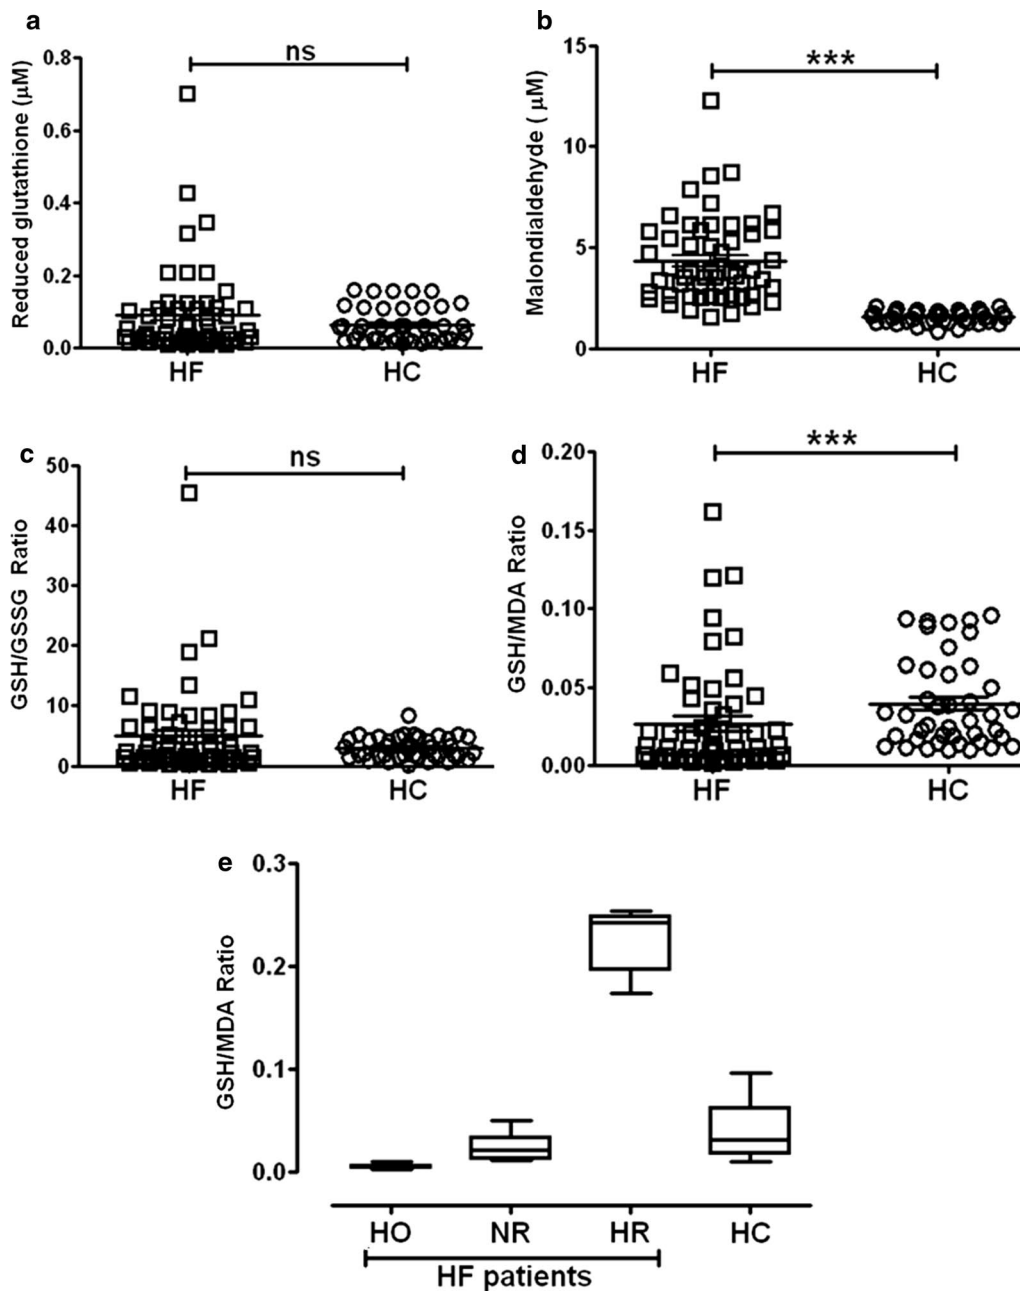 a
Reduced glutathione (μM)
0.8
0.6
0.4
0.2
0.0
ns
HF
HC
b
Malondialdehyde ( μM)
15
10
5
0
***
HF
HC
c
GSH/GSSG Ratio
50
40
30
20
10
0
ns
HF
HC
d
GSH/MDA Ratio
0.20
0.15
0.10
0.05
0.00
***
HF
HC
e
GSH/MDA Ratio
0.3
0.2
0.1
0.0
HO
NR
HR
HC
HF patients